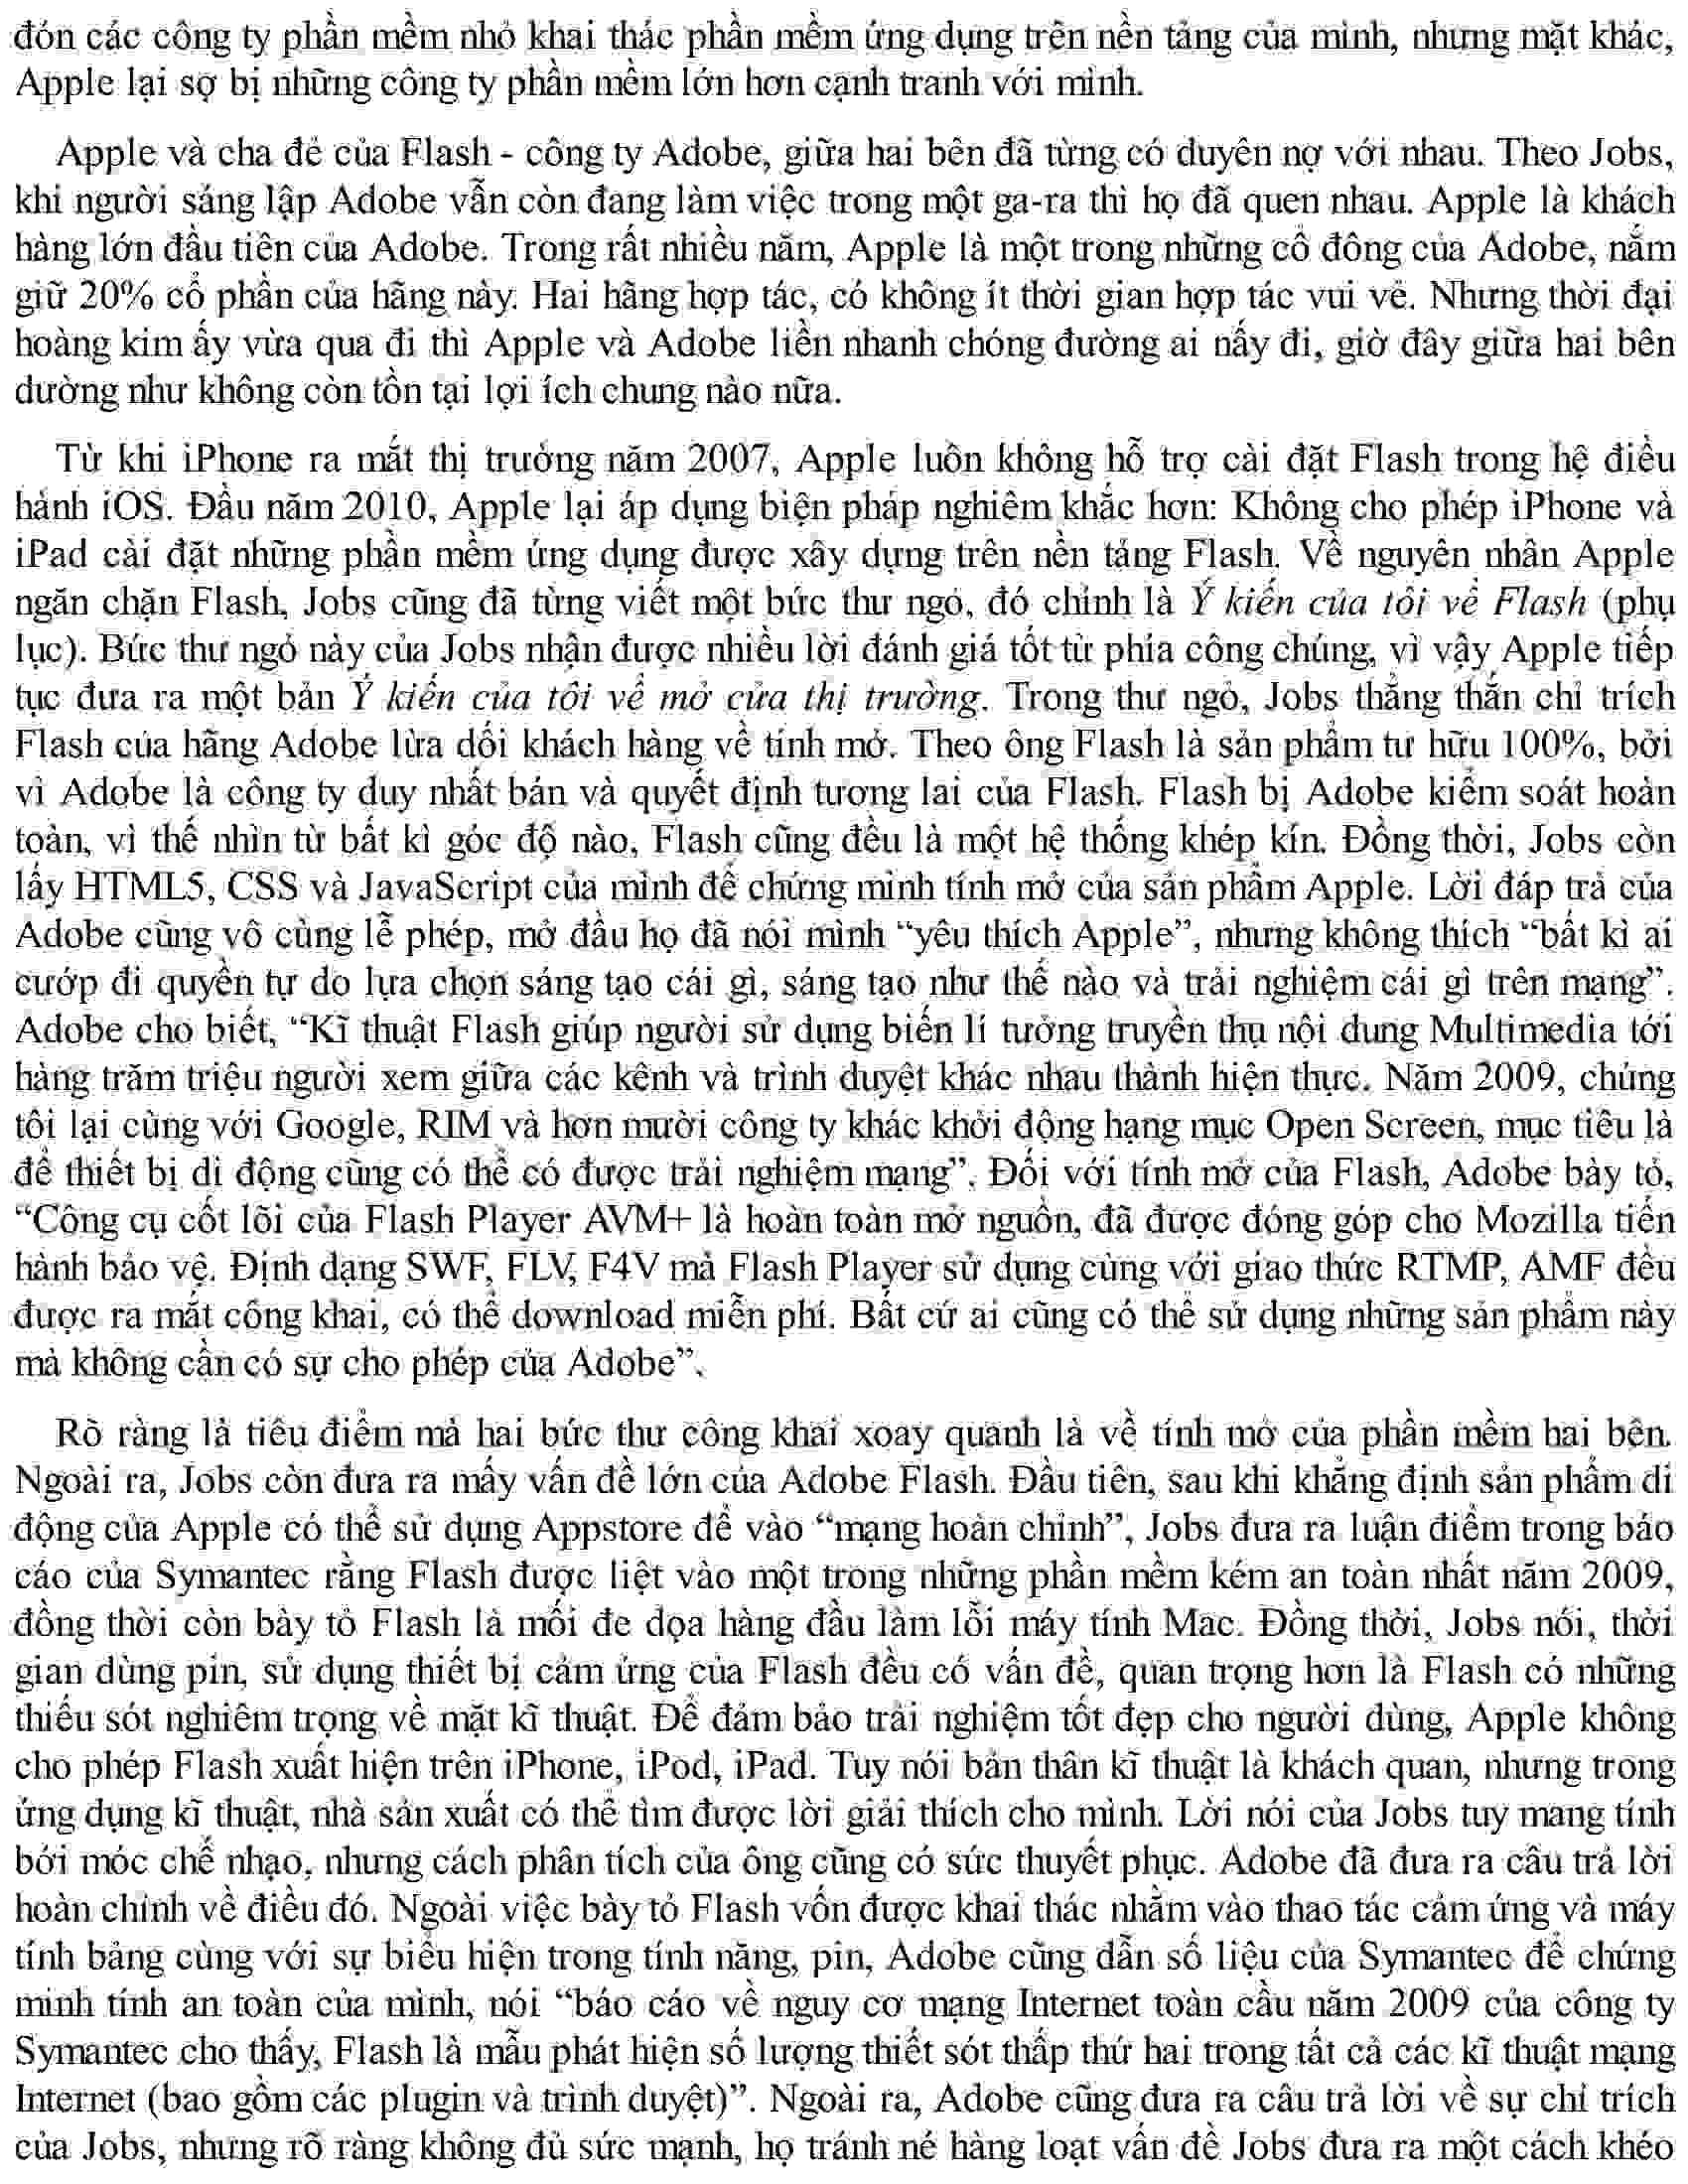 đón các công ty phần mềm nhỏ khai thác phần mềm ứng dụng trên nền tảng của mình, nhưng mặt khác,
Apple lại sợ bị những công ty phần mềm lớn hơn cạnh tranh với mình.
Apple và cha đẻ của Flash - công ty Adobe, giữa hai bên đã từng có duyên nợ với nhau. Theo Jobs,
khi người sáng lập Adobe vẫn còn đang làm việc trong một ga-ra thì họ đã quen nhau. Apple là khách
hàng lớn đầu tiên của Adobe. Trong rất nhiều năm, Apple là một trong những cổ đông của Adobe, nắm
giữ 20% cổ phần của hãng này. Hai hãng hợp tác, có không ít thời gian hợp tác vui vẻ. Nhưng thời đại
hoàng kim ấy vừa qua đi thì Apple và Adobe liền nhanh chóng đường ai nấy đi, giờ đây giữa hai bên
dường như không còn tồn tại lợi ích chung nào nữa.
Từ khi iPhone ra mắt thị trường năm 2007, Apple luôn không hỗ trợ cài đặt Flash trong hệ điều
hành iOS. Đầu năm 2010, Apple lại áp dụng biện pháp nghiêm khắc hơn: Không cho phép iPhone và
iPad cài đặt những phần mềm ứng dụng được xây dựng trên nền tảng Flash. Về nguyên nhân Apple
ngăn chặn Flash, Jobs cũng đã từng viết một bức thư ngỏ, đó chính là Ý kiến của tôi về Flash (phụ
lục). Bức thư ngỏ này của Jobs nhận được nhiều lời đánh giá tốt từ phía công chúng, vì vậy Apple tiếp
tục đưa ra một bản Ý kiến của tôi về mở cửa thị trường. Trong thư ngỏ, Jobs thẳng thắn chỉ trích
Flash của hãng Adobe lừa dối khách hàng về tính mở. Theo ông Flash là sản phẩm tư hữu 100%, bởi
vì Adobe là công ty duy nhất bán và quyết định tương lai của Flash. Flash bị Adobe kiểm soát hoàn
toàn, vì thế nhìn từ bất kì góc độ nào, Flash cũng đều là một hệ thống khép kín. Đồng thời, Jobs còn
lấy HTML5, CSS và JavaScript của mình để chứng minh tính mở của sản phẩm Apple. Lời đáp trả của
Adobe cũng vô cùng lễ phép, mở đầu họ đã nói mình “yêu thích Apple”, nhưng không thích “bất kì ai
cướp đi quyền tự do lựa chọn sáng tạo cái gì, sáng tạo như thế nào và trải nghiệm cái gì trên mạng”.
Adobe cho biết, “Kĩ thuật Flash giúp người sử dụng biến lí tưởng truyền thụ nội dung Multimedia tới
hàng trăm triệu người xem giữa các kênh và trình duyệt khác nhau thành hiện thực. Năm 2009, chúng
tôi lại cùng với Google, RIM và hơn mười công ty khác khởi động hạng mục Open Screen, mục tiêu là
để thiết bị di động cũng có thể có được trải nghiệm mạng”. Đối với tính mở của Flash, Adobe bày tỏ,
“Công cụ cốt lõi của Flash Player AVM+ là hoàn toàn mở nguồn, đã được đóng góp cho Mozilla tiến
hành bảo vệ. Định dạng SWF, FLV, F4V mà Flash Player sử dụng cùng với giao thức RTMP, AMF đều
được ra mắt công khai, có thể download miễn phí. Bất cứ ai cũng có thể sử dụng những sản phẩm này
mà không cần có sự cho phép của Adobe”.
Rõ ràng là tiêu điểm mà hai bức thư công khai xoay quanh là về tính mở của phần mềm hai bên.
Ngoài ra, Jobs còn đưa ra mấy vấn đề lớn của Adobe Flash. Đầu tiên, sau khi khẳng định sản phẩm di
động của Apple có thể sử dụng Appstore để vào “mạng hoàn chỉnh”, Jobs đưa ra luận điểm trong báo
cáo của Symantec rằng Flash được liệt vào một trong những phần mềm kém an toàn nhất năm 2009,
đồng thời còn bày tỏ Flash là mối đe dọa hàng đầu làm lỗi máy tính Mac. Đồng thời, Jobs nói, thời
gian dùng pin, sử dụng thiết bị cảm ứng của Flash đều có vấn đề, quan trọng hơn là Flash có những
thiếu sót nghiêm trọng về mặt kĩ thuật. Để đảm bảo trải nghiệm tốt đẹp cho người dùng, Apple không
cho phép Flash xuất hiện trên iPhone, iPod, iPad. Tuy nói bản thân kĩ thuật là khách quan, nhưng trong
ứng dụng kĩ thuật, nhà sản xuất có thể tìm được lời giải thích cho mình. Lời nói của Jobs tuy mang tính
bới móc chế nhạo, nhưng cách phân tích của ông cũng có sức thuyết phục. Adobe đã đưa ra câu trả lời
hoàn chỉnh về điều đó. Ngoài việc bày tỏ Flash vốn được khai thác nhằm vào thao tác cảm ứng và máy
tính bảng cùng với sự biểu hiện trong tính năng, pin, Adobe cũng dẫn số liệu của Symantec để chứng
minh tính an toàn của mình, nói “báo cáo về nguy cơ mạng Internet toàn cầu năm 2009 của công ty
Symantec cho thấy, Flash là mẫu phát hiện số lượng thiết sót thấp thứ hai trong tất cả các kĩ thuật mạng
Internet (bao gồm các plugin và trình duyệt)”. Ngoài ra, Adobe cũng đưa ra câu trả lời về sự chỉ trích
của Jobs, nhưng rõ ràng không đủ sức mạnh, họ tránh né hàng loạt vấn đề Jobs đưa ra một cách khéo